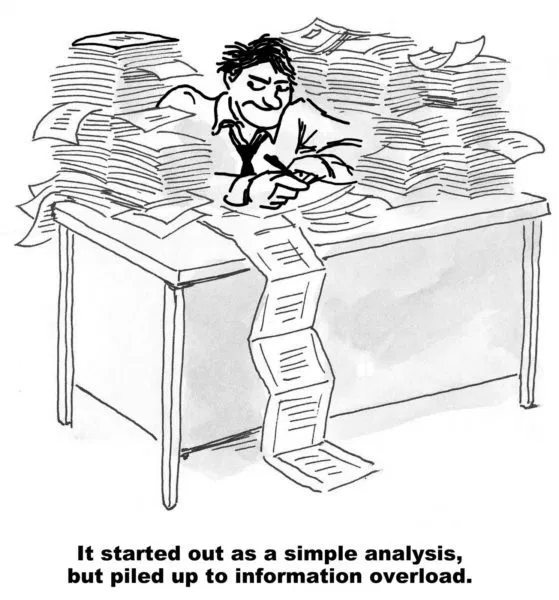 It started out as a simple analysis,
but piled up to information overload.